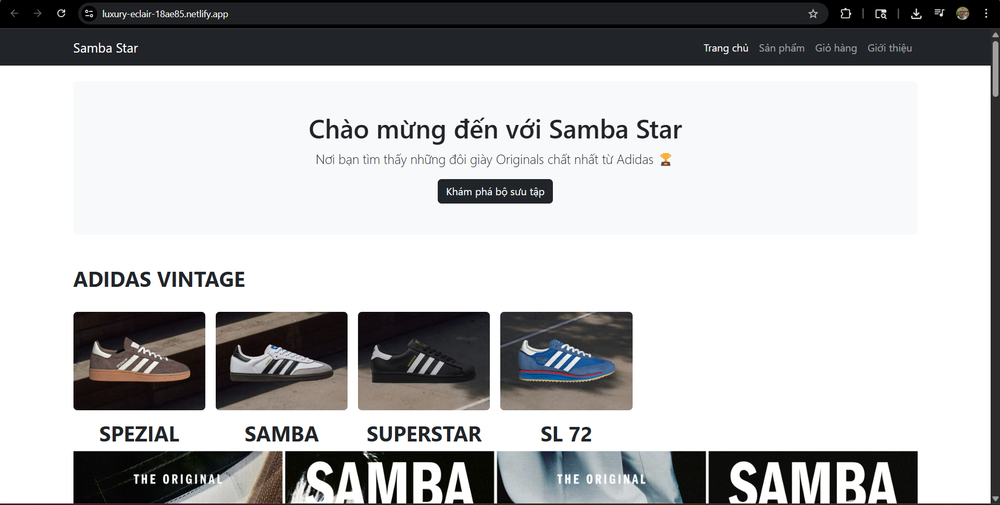 luxury-eclair-18ae85.netlify.app
Samba Star
Trang chủ Sản phẩm Giỏ hàng Giới thiệu
Chào mừng đến với Samba Star
Nơi bạn tìm thấy những đôi giày Originals chất nhất từ Adidas 🏆
Khám phá bộ sưu tập
ADIDAS VINTAGE
SPEZIAL SAMBA SUPERSTAR SL 72
THE ORIGINAL SAMBA THE ORIGINAL SAMBA